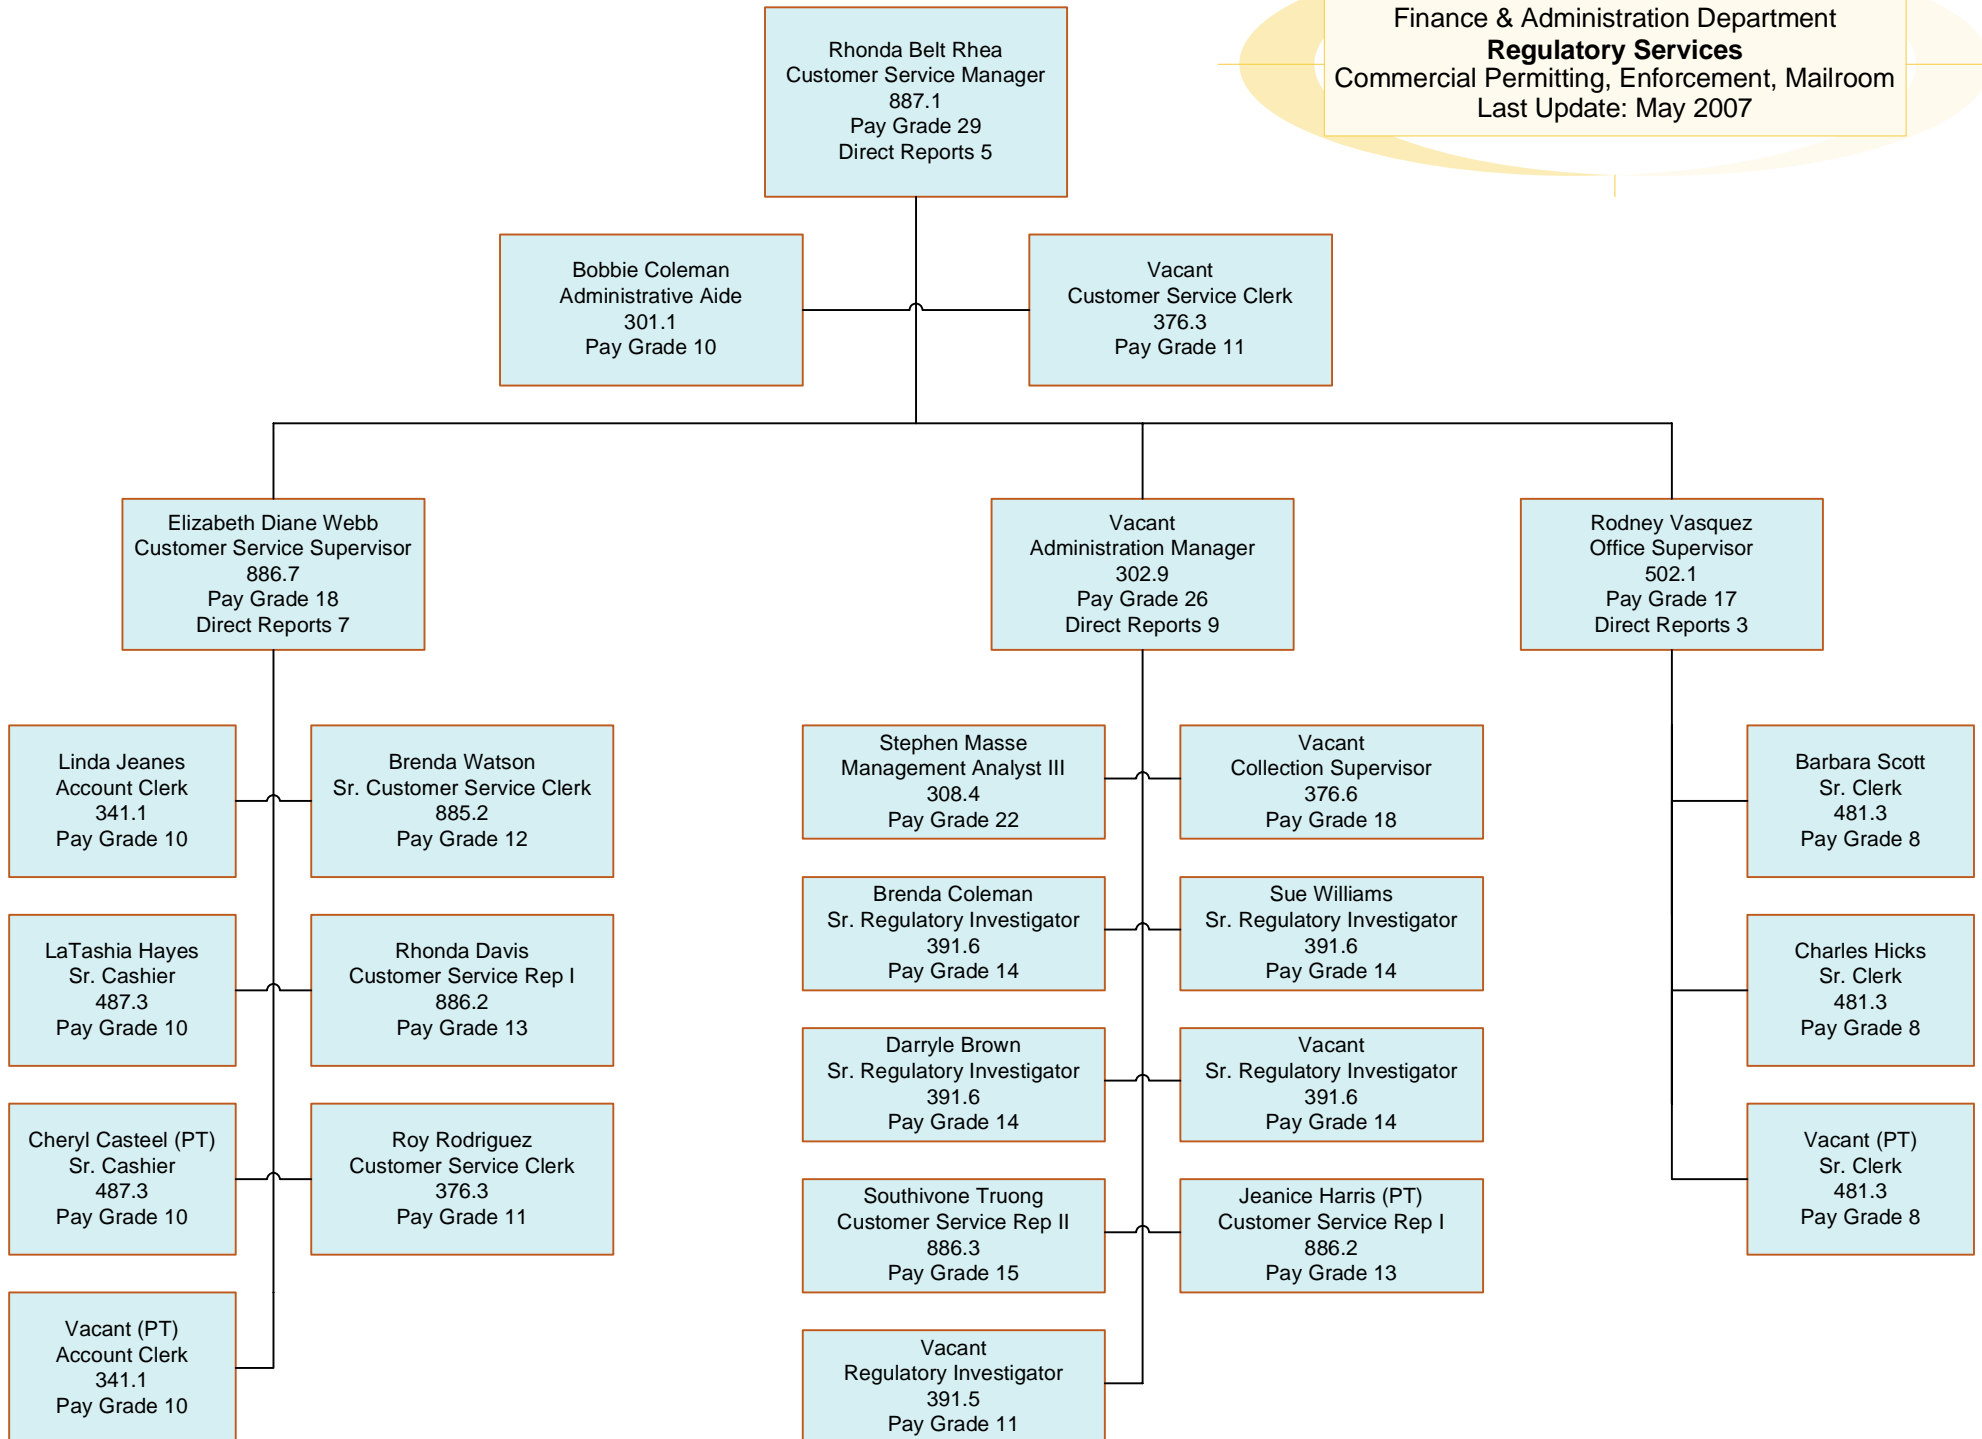 Finance & Administration Department
Regulatory Services
Commercial Permitting, Enforcement, Mailroom
Last Update: May 2007
Rhonda Belt Rhea
Customer Service Manager
887.1
Pay Grade 29
Direct Reports 5
Bobbie Coleman
Administrative Aide
301.1
Pay Grade 10
Vacant
Customer Service Clerk
376.3
Pay Grade 11
Elizabeth Diane Webb
Customer Service Supervisor
886.7
Pay Grade 18
Direct Reports 7
Vacant
Administration Manager
302.9
Pay Grade 26
Direct Reports 9
Rodney Vasquez
Office Supervisor
502.1
Pay Grade 17
Direct Reports 3
Linda Jeanes
Account Clerk
341.1
Pay Grade 10
Brenda Watson
Sr. Customer Service Clerk
885.2
Pay Grade 12
LaTashia Hayes
Sr. Cashier
487.3
Pay Grade 10
Rhonda Davis
Customer Service Rep I
886.2
Pay Grade 13
Cheryl Casteel (PT)
Sr. Cashier
487.3
Pay Grade 10
Roy Rodriguez
Customer Service Clerk
376.3
Pay Grade 11
Vacant (PT)
Account Clerk
341.1
Pay Grade 10
Stephen Masse
Management Analyst III
308.4
Pay Grade 22
Vacant
Collection Supervisor
376.6
Pay Grade 18
Brenda Coleman
Sr. Regulatory Investigator
391.6
Pay Grade 14
Sue Williams
Sr. Regulatory Investigator
391.6
Pay Grade 14
Darryle Brown
Sr. Regulatory Investigator
391.6
Pay Grade 14
Vacant
Sr. Regulatory Investigator
391.6
Pay Grade 14
Southivone Truong
Customer Service Rep II
886.3
Pay Grade 15
Jeanice Harris (PT)
Customer Service Rep I
886.2
Pay Grade 13
Vacant
Regulatory Investigator
391.5
Pay Grade 11
Barbara Scott
Sr. Clerk
481.3
Pay Grade 8
Charles Hicks
Sr. Clerk
481.3
Pay Grade 8
Vacant (PT)
Sr. Clerk
481.3
Pay Grade 8